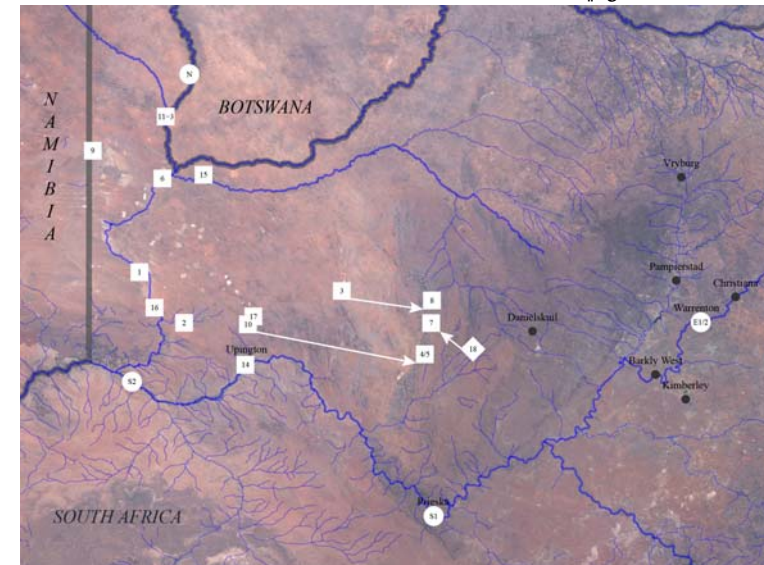 N
BOTSWANA
11-3
NAMIBIA
9
6
15
Vryburg
1
Pampierstad
3
8
Christiana
16
17
10
2
7
Danielskuil
Warrenton
E1/2
Upington
4/5
18
14
Barkly West
S2
Kimberley
Prieska
S1
SOUTH AFRICA